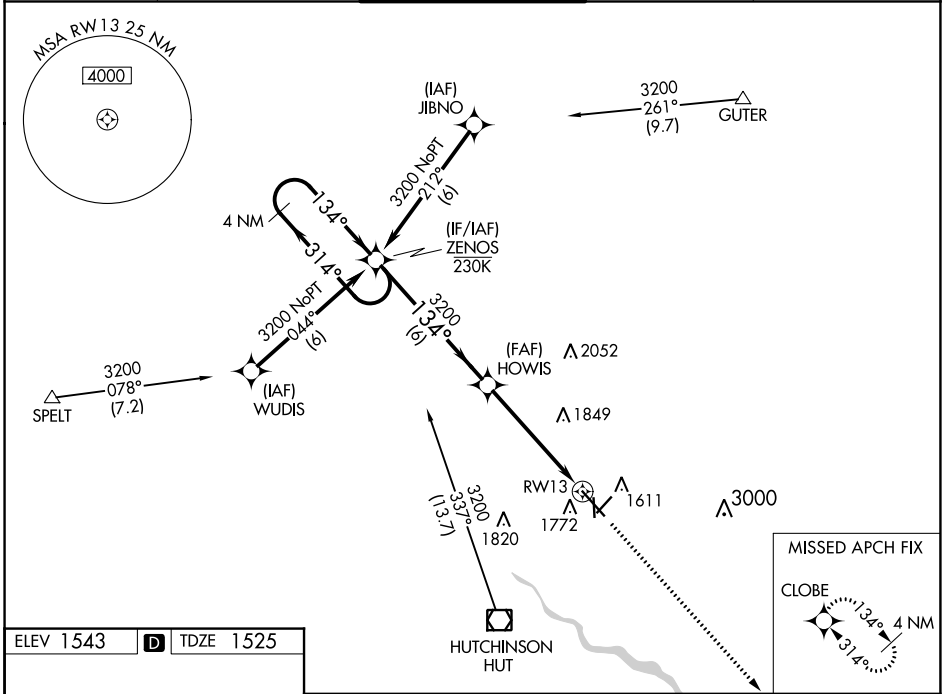 MSA RW13 25 NM
4000
(IAF)
JIBNO
3200
261°
(9.7)
GUTER
3200 NoPT
212°
(6)
4 NM
134°
314°
(IF/IAF)
ZENOS
230K
3200 NoPT
044°
(6)
3200
134°
(6)
(FAF)
HOWIS
2052
3200
078°
(7.2)
SPELT
(IAF)
WUDIS
1849
RW13
1611
3000
1772
1820
3200
337°
(13.7)
MISSED APCH FIX
CLOBE
134°
4 NM
314°
HUTCHINSON
HUT
ELEV 1543 D TDZE 1525